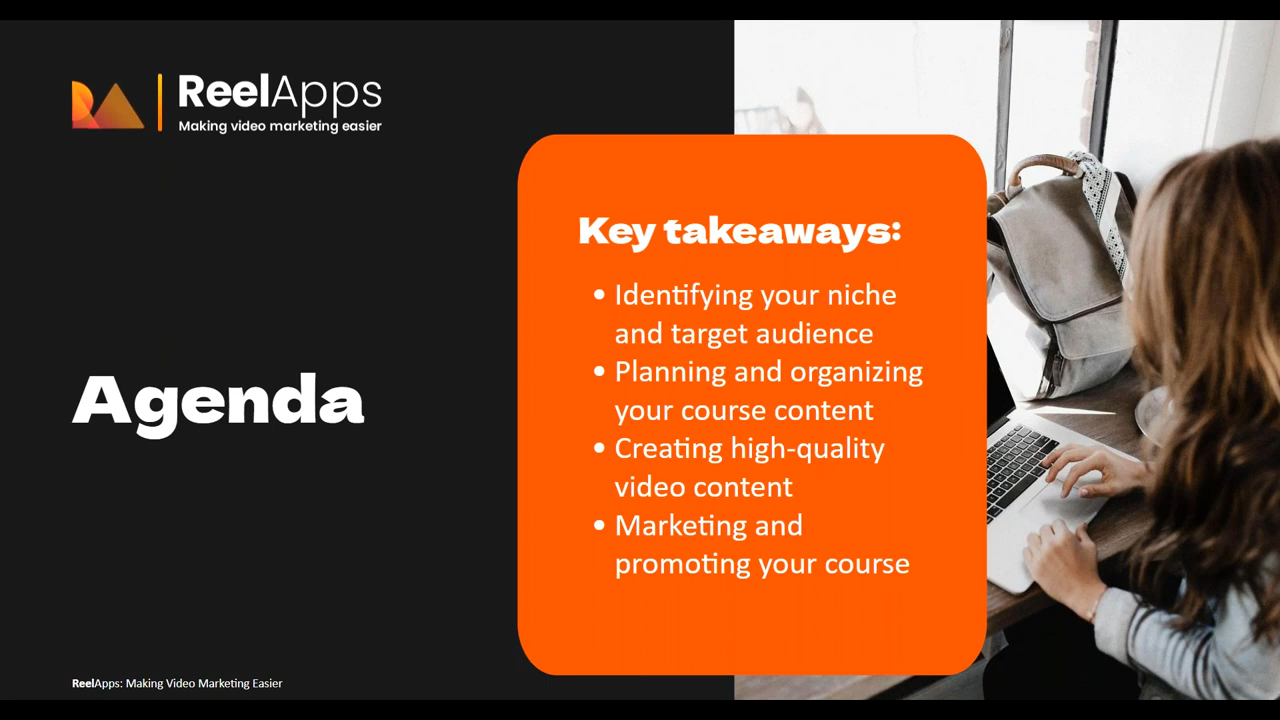 ReelApps
Making video marketing easier
Agenda
Key takeaways:
• Identifying your niche
and target audience
• Planning and organizing
your course content
• Creating high-quality
video content
• Marketing and
promoting your course
ReelApps: Making Video Marketing Easier